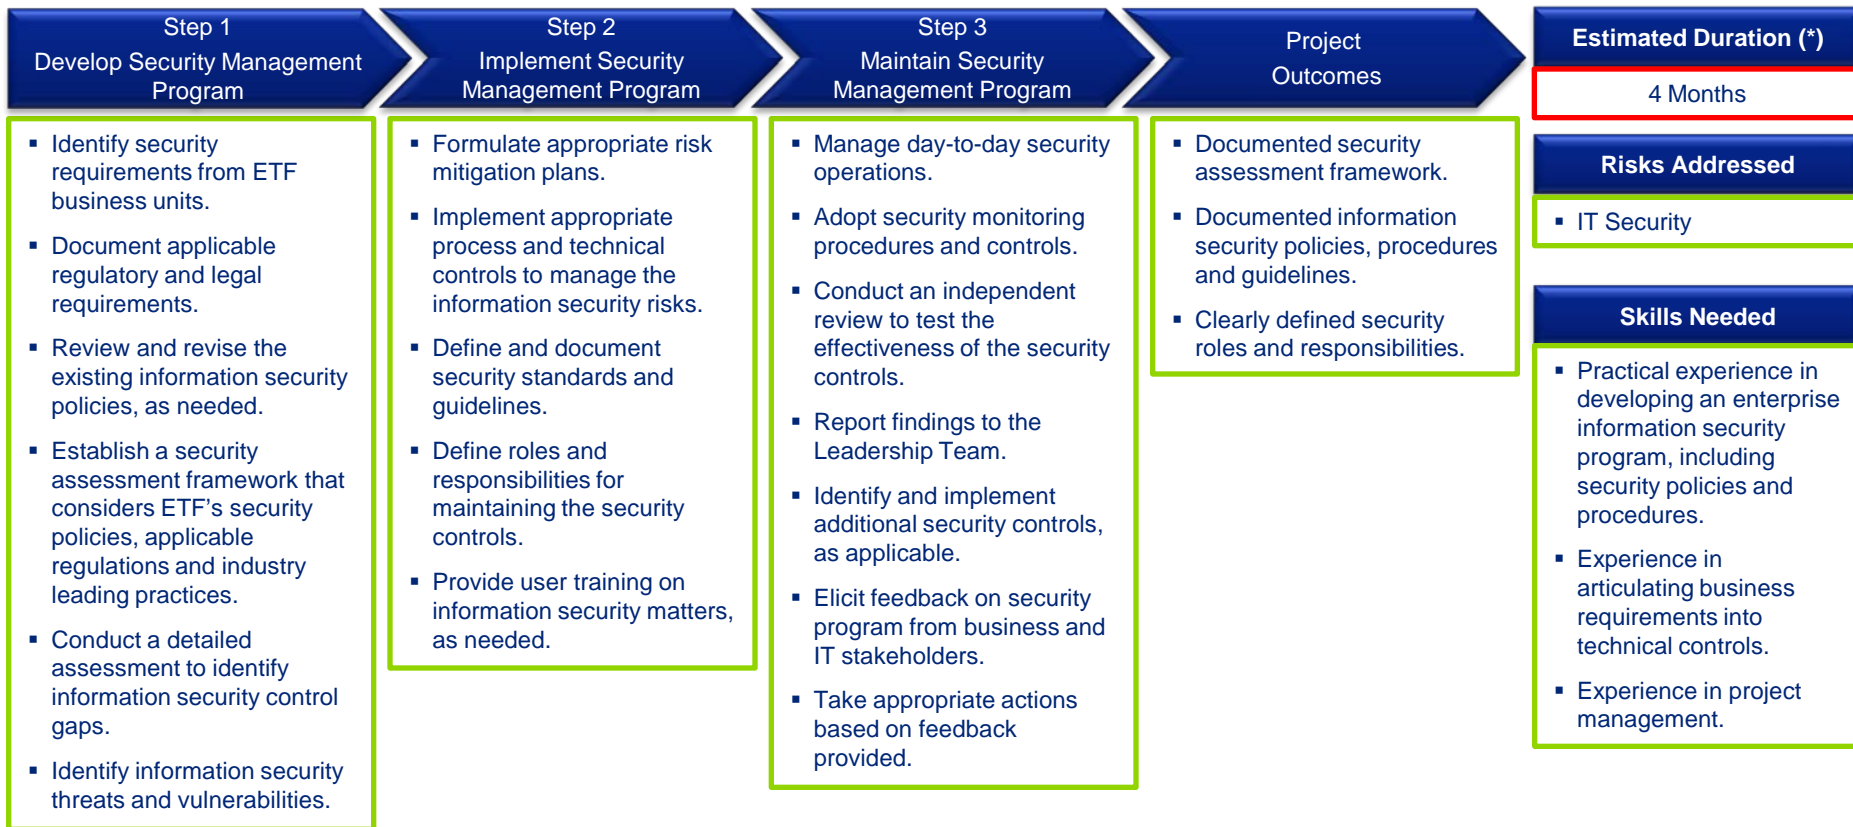 Step 1
Develop Security Management
Program
▪ Identify security
requirements from ETF
business units.
▪ Document applicable
regulatory and legal
requirements.
▪ Review and revise the
existing information security
policies, as needed.
▪ Establish a security
assessment framework that
considers ETF’s security
policies, applicable
regulations and industry
leading practices.
▪ Conduct a detailed
assessment to identify
information security control
gaps.
▪ Identify information security
threats and vulnerabilities.
Step 2
Implement Security
Management Program
▪ Formulate appropriate risk
mitigation plans.
▪ Implement appropriate
process and technical
controls to manage the
information security risks.
▪ Define and document
security standards and
guidelines.
▪ Define roles and
responsibilities for
maintaining the security
controls.
▪ Provide user training on
information security matters,
as needed.
Step 3
Maintain Security
Management Program
▪ Manage day-to-day security
operations.
▪ Adopt security monitoring
procedures and controls.
▪ Conduct an independent
review to test the
effectiveness of the security
controls.
▪ Report findings to the
Leadership Team.
▪ Identify and implement
additional security controls,
as applicable.
▪ Elicit feedback on security
program from business and
IT stakeholders.
▪ Take appropriate actions
based on feedback
provided.
Project
Outcomes
▪ Documented security
assessment framework.
▪ Documented information
security policies, procedures
and guidelines.
▪ Clearly defined security
roles and responsibilities.
Estimated Duration (*)
4 Months
Risks Addressed
▪ IT Security
Skills Needed
▪ Practical experience in
developing an enterprise
information security
program, including
security policies and
procedures.
▪ Experience in
articulating business
requirements into
technical controls.
▪ Experience in project
management.